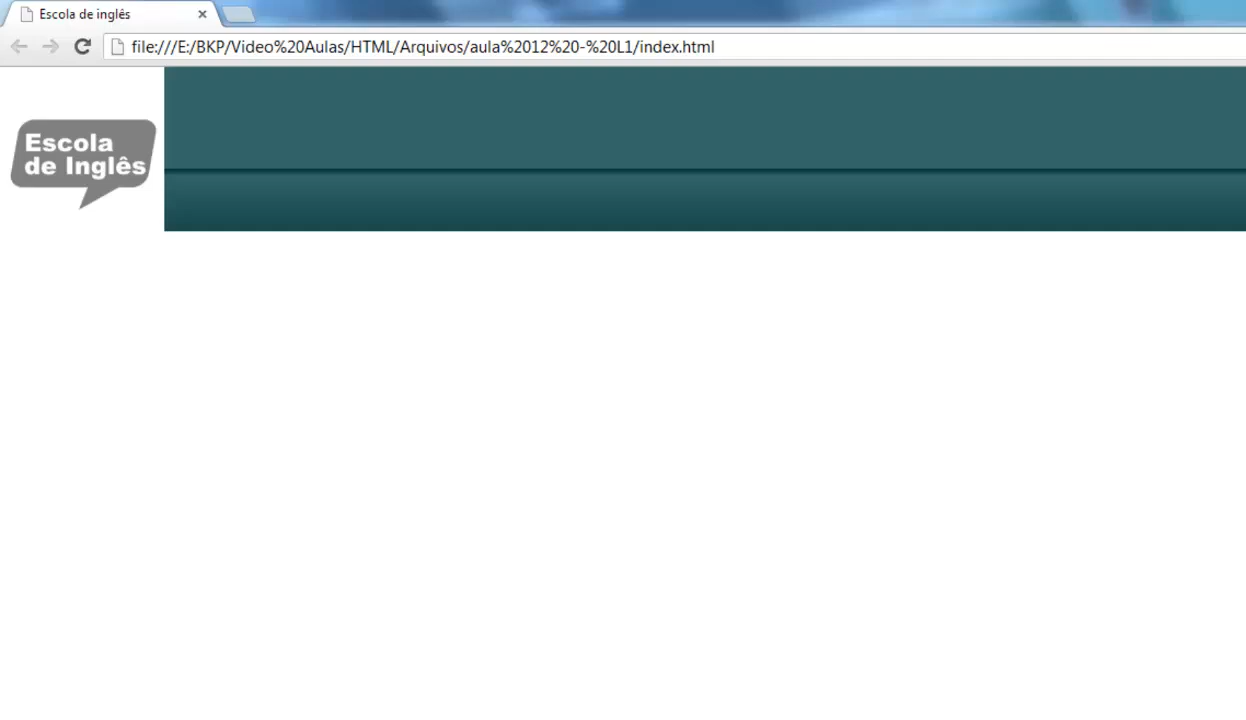 Escola de inglês
file:///E:/BKP/Video%20Aulas/HTML/Arquivos/aula%2012%20-%20L1/index.html
Escola
de Inglês